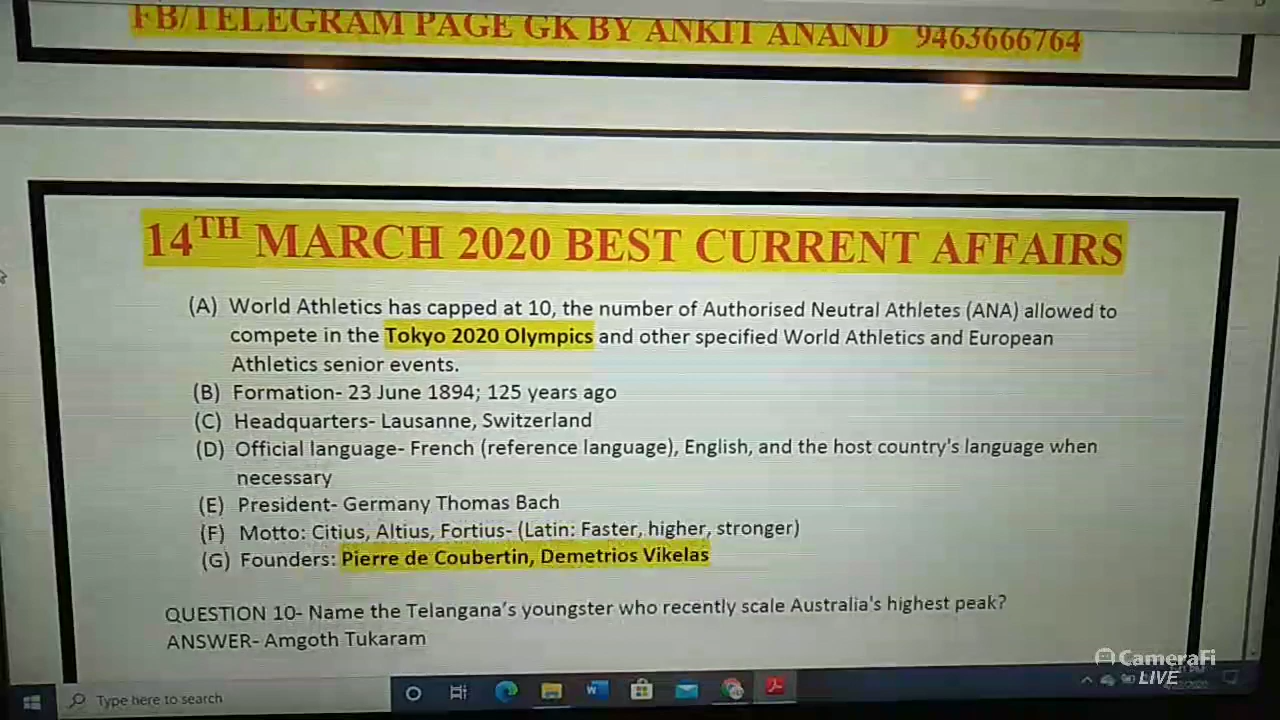 FB/TELEGRAM PAGE GK BY ANKIT ANAND 9463666764
14TH MARCH 2020 BEST CURRENT AFFAIRS
(A) World Athletics has capped at 10, the number of Authorised Neutral Athletes (ANA) allowed to
compete in the Tokyo 2020 Olympics and other specified World Athletics and European
Athletics senior events.
(B) Formation- 23 June 1894; 125 years ago
(C) Headquarters- Lausanne, Switzerland
(D) Official language- French (reference language), English, and the host country's language when
necessary
(E) President- Germany Thomas Bach
(F) Motto: Citius, Altius, Fortius- (Latin: Faster, higher, stronger)
(G) Founders: Pierre de Coubertin, Demetrios Vikelas
QUESTION 10- Name the Telangana's youngster who recently scale Australia's highest peak?
ANSWER- Amgoth Tukaram
CameraFi
LIVE
Type here to search